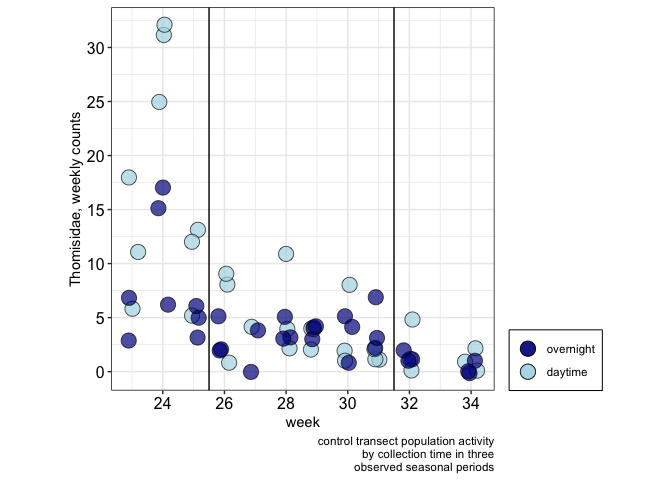 30
25
20
15
10
5
0
Thomisidae, weekly counts
24 26 28 30 32 34
week
overnight
daytime
control transect population activity
by collection time in three
observed seasonal periods